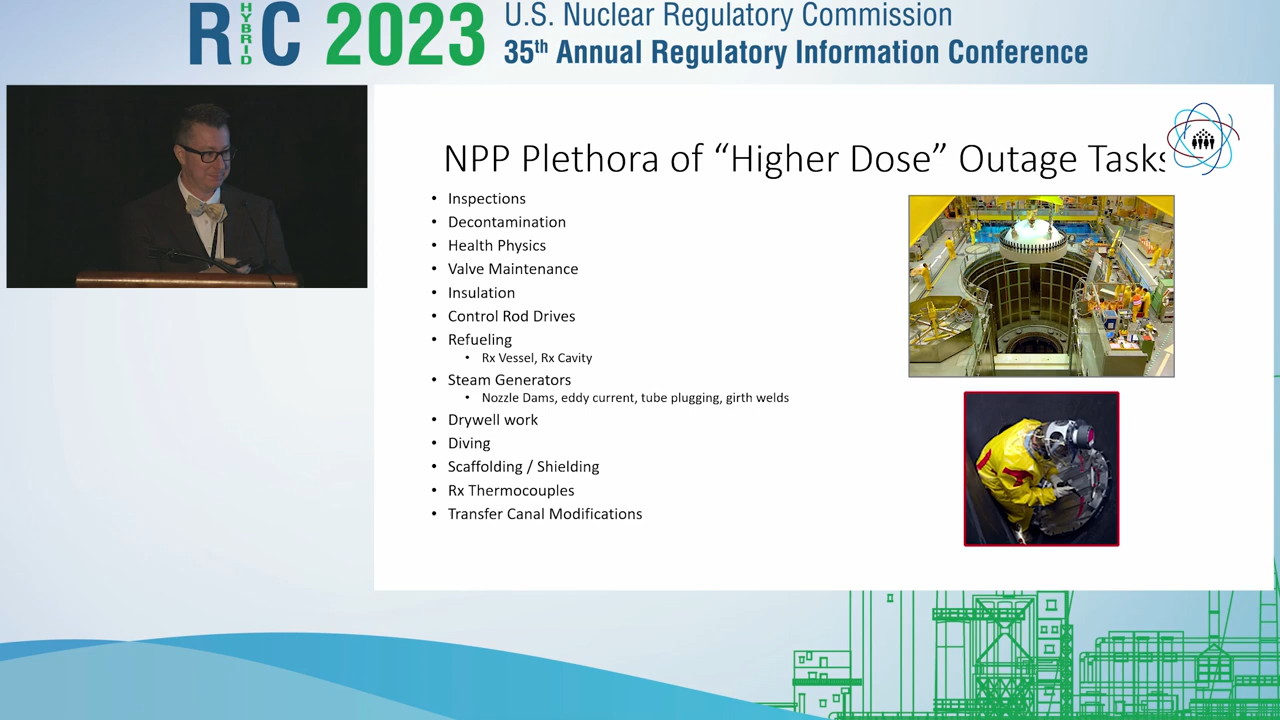 RIC 2023
HYBRID
U.S. Nuclear Regulatory Commission
35th Annual Regulatory Information Conference
NPP Plethora of “Higher Dose” Outage Tasks
• Inspections
• Decontamination
• Health Physics
• Valve Maintenance
• Insulation
• Control Rod Drives
• Refueling
• Rx Vessel, Rx Cavity
• Steam Generators
• Nozzle Dams, eddy current, tube plugging, girth welds
• Drywell work
• Diving
• Scaffolding / Shielding
• Rx Thermocouples
• Transfer Canal Modifications